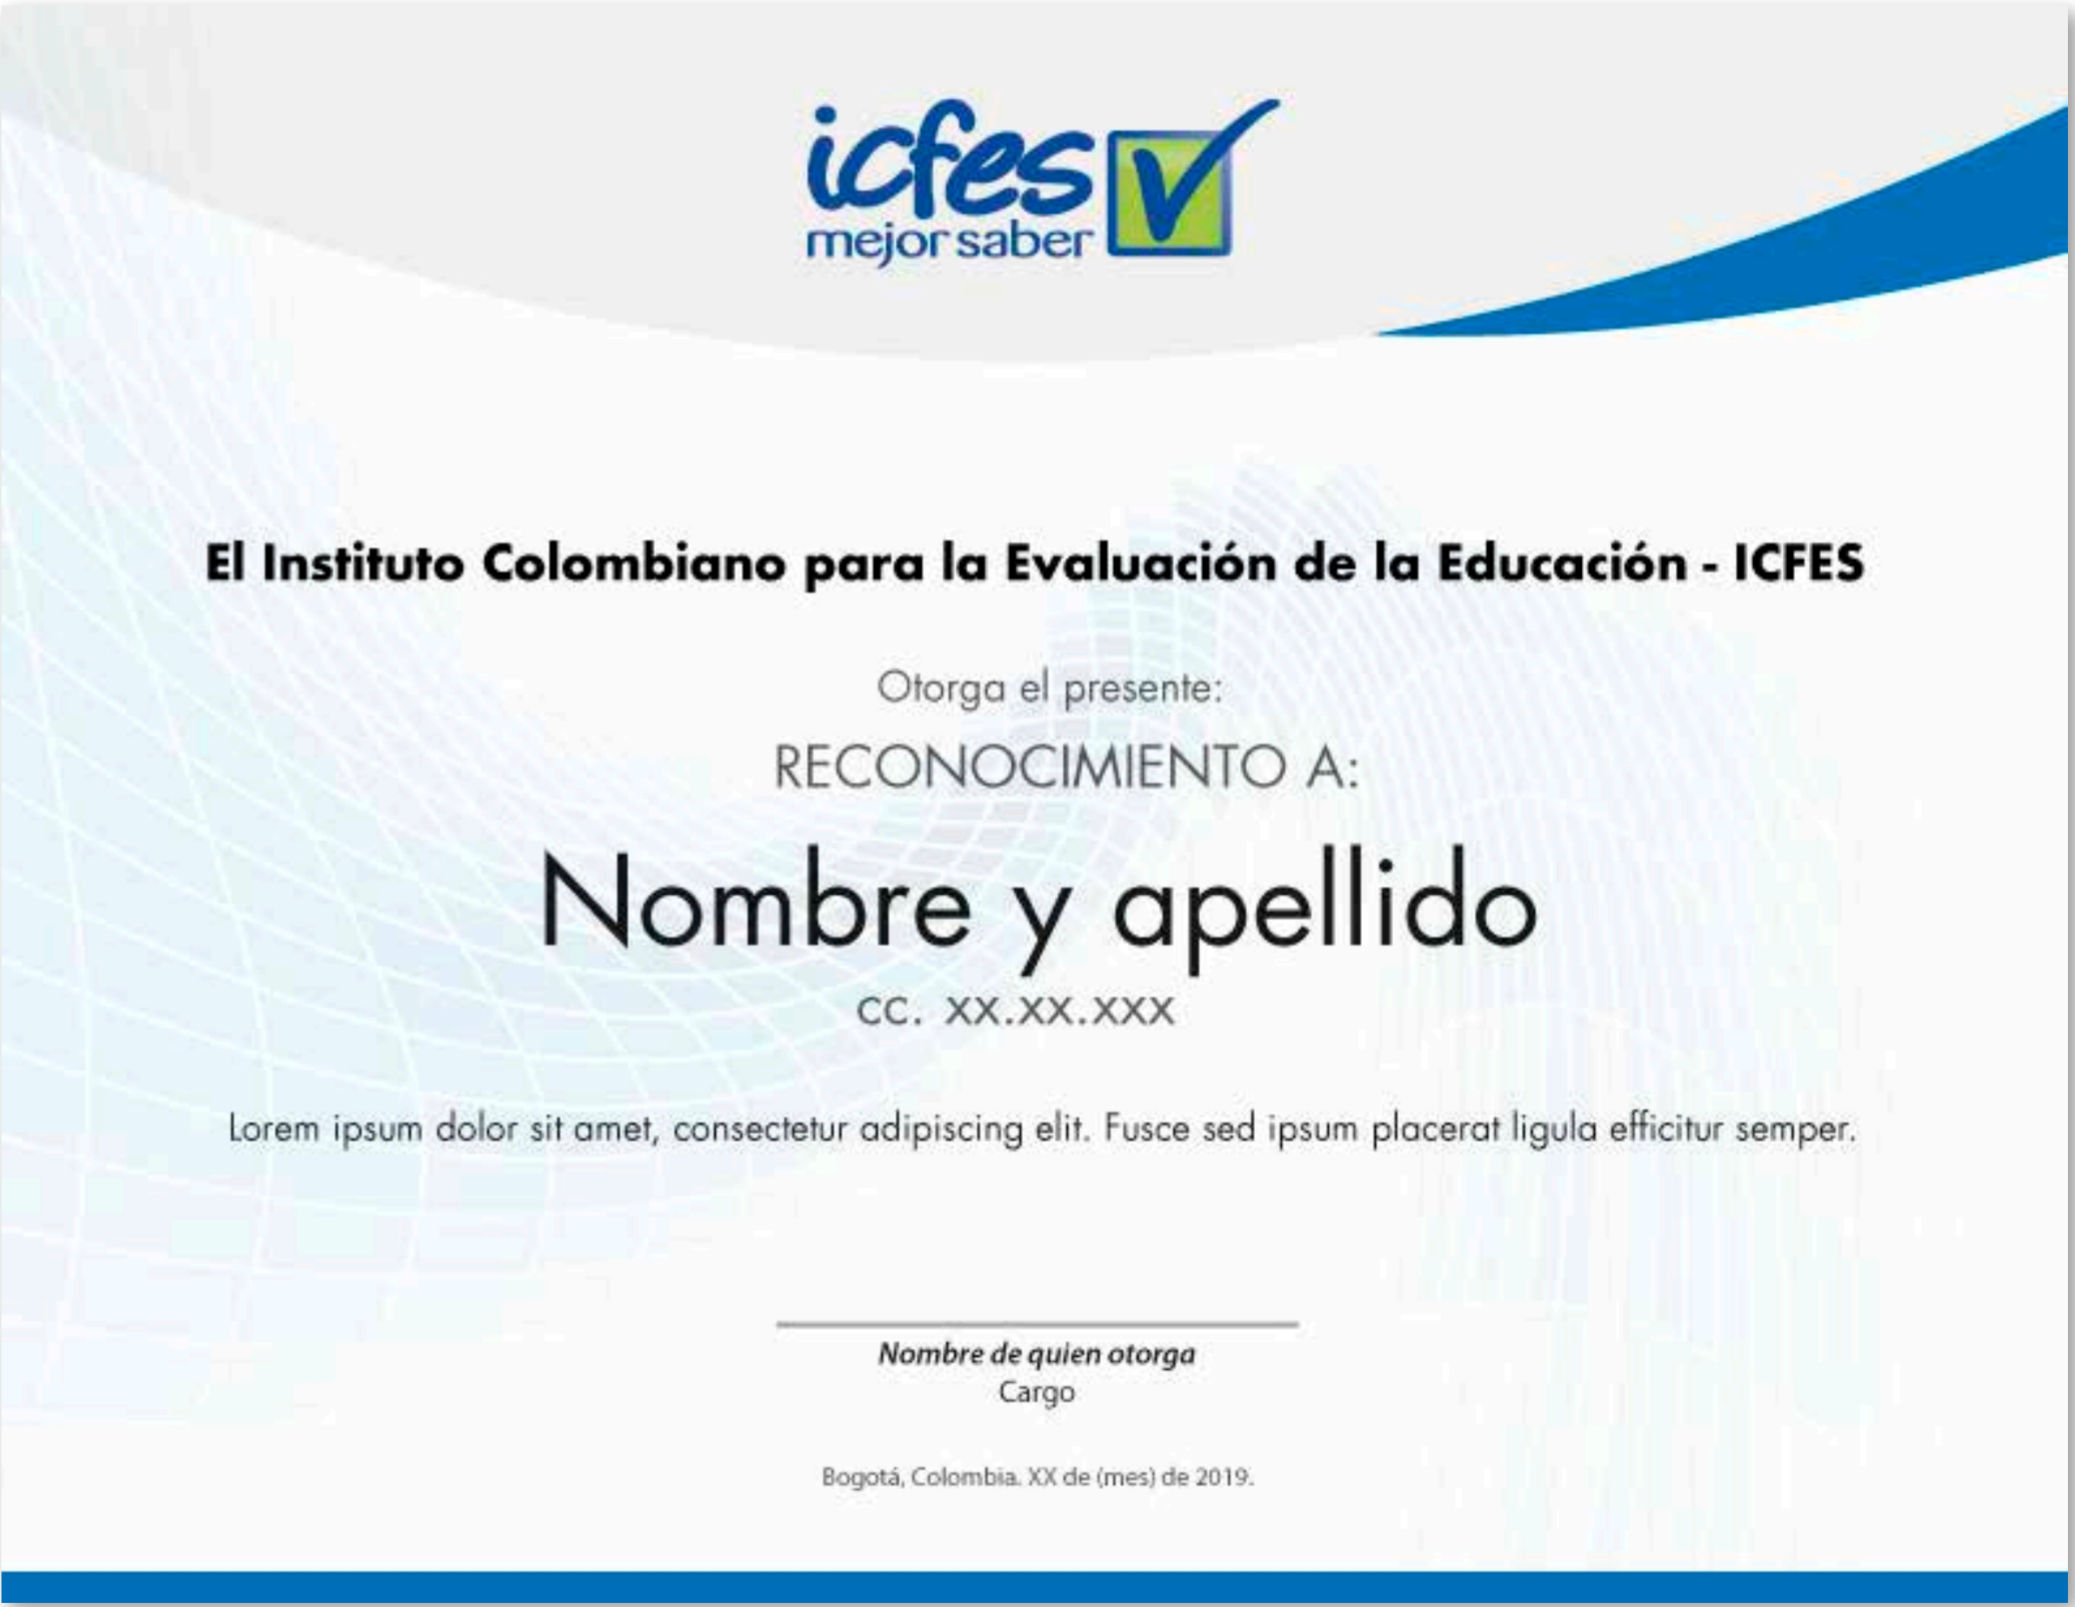 icfes
mejor saber
El Instituto Colombiano para la Evaluación de la Educación - ICFES
Otorga el presente:
RECONOCIMIENTO A:
Nombre y apellido
cc. xx.xx.xxx
Lorem ipsum dolor sit amet, consectetur adipiscing elit. Fusce sed ipsum placerat ligula efficitur semper.
Nombre de quien otorga
Cargo
Bogotá, Colombia. XX de (mes) de 2019.